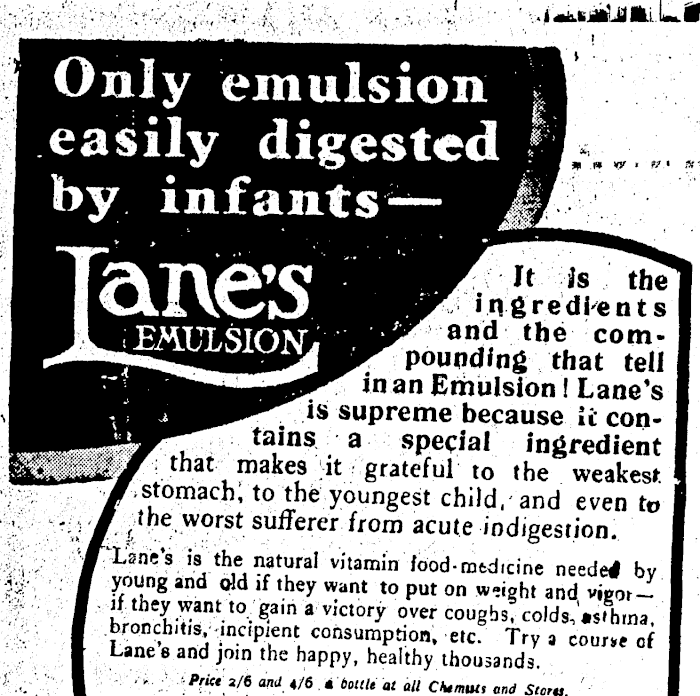 Only emulsion
easily digested
by infants—
Lane's
EMULSION
It is the
ingredients
and the com-
pounding that tell
in an Emulsion! Lane's
is supreme because it con-
tains a special ingredient
that makes it grateful to the weakest
stomach, to the youngest child, and even to
the worst sufferer from acute indigestion.
Lane's is the natural vitamin food-medicine needed by
young and old if they want to put on weight and vigor—
if they want to gain a victory over coughs, colds, asthma,
bronchitis, incipient consumption, etc. Try a course of
Lane's and join the happy, healthy thousands.
Price 2/6 and 4/6 a bottle at all Chemists and Stores.